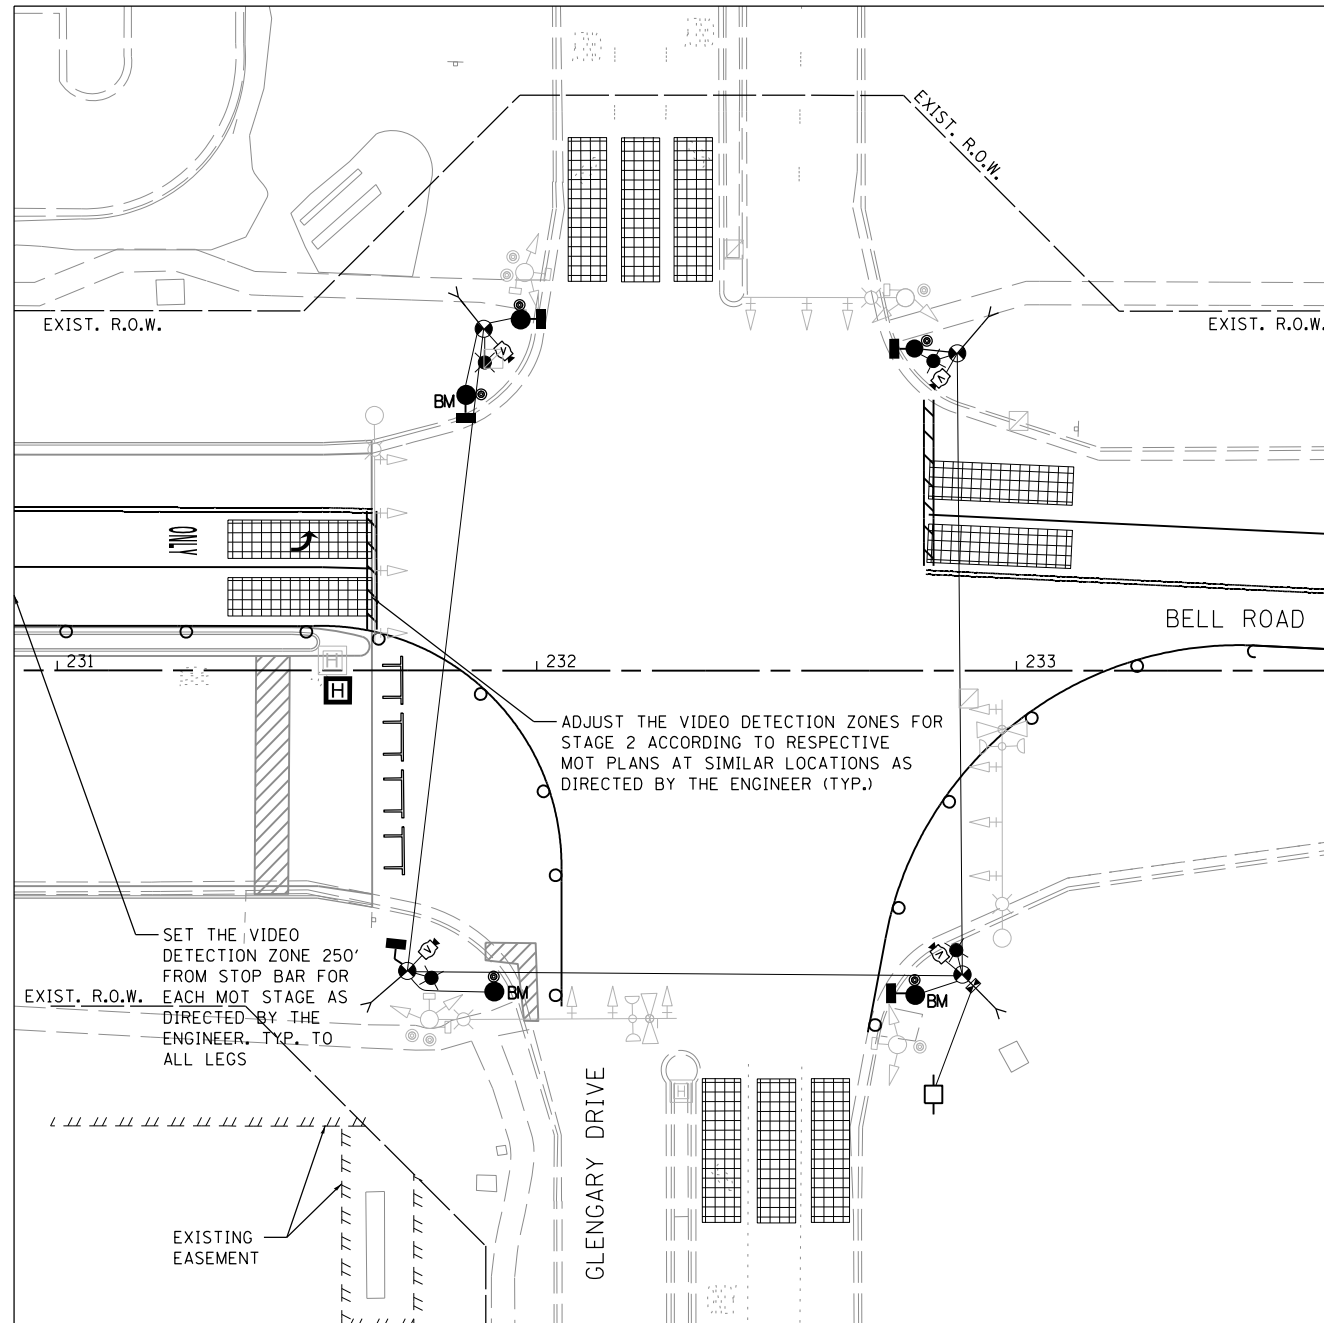 EXIST. R.O.W.
EXIST. R.O.W.
EXIST. R.O.W.
EXIST. R.O.W.
V
V
BM
ONLY
BELL ROAD
231
232
233
H
H
ADJUST THE VIDEO DETECTION ZONES FOR
STAGE 2 ACCORDING TO RESPECTIVE
MOT PLANS AT SIMILAR LOCATIONS AS
DIRECTED BY THE ENGINEER (TYP.)
SET THE VIDEO
DETECTION ZONE 250'
FROM STOP BAR FOR
EACH MOT STAGE AS
DIRECTED BY THE
ENGINEER. TYP. TO
ALL LEGS
V
V
EXIST. R.O.W.
BM
BM
H
GLENGARY DRIVE
EXISTING
EASEMENT